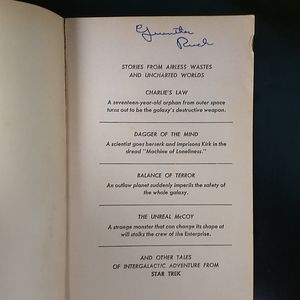 STORIES FROM AIRLESS WASTES
AND UNCHARTED WORLDS
CHARLIE'S LAW
A seventeen-year-old orphan from outer space
turns out to be the galaxy's destructive weapon.
DAGGER OF THE MIND
A scientist goes berserk and imprisons Kirk in the
dread "Machine of Loneliness."
BALANCE OF TERROR
An outlaw planet suddenly imperils the safety of
the whole galaxy.
THE UNREAL McCOY
A strange monster that can change its shape at
will stalks the crew of the Enterprise.
AND OTHER TALES
OF INTERGALACTIC ADVENTURE FROM
STAR TREK